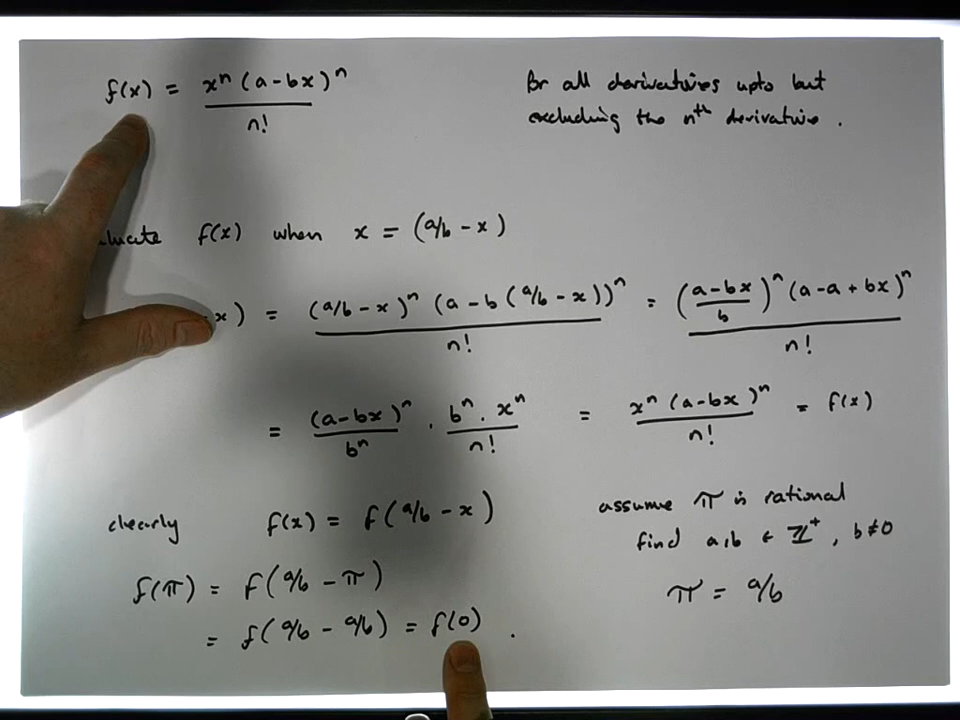 f(x) = xⁿ (a-bx)ⁿ / n!
for all derivatives upto but
excluding the nᵗʰ derivative .
f(x) when x = (a/b - x)
x) = (a/b - x)ⁿ (a - b (a/b - x))ⁿ / n! = ((a-bx)/b)ⁿ (a-a+bx)ⁿ / n!
= (a-bx)ⁿ / bⁿ . bⁿ . xⁿ / n! = xⁿ (a-bx)ⁿ / n! = f(x)
clearly f(x) = f(a/b - x)
f(π) = f(a/b - π)
= f(a/b - a/b) = f(0) .
assume π is rational
find a,b ∈ ℤ⁺, b≠0
π = a/b